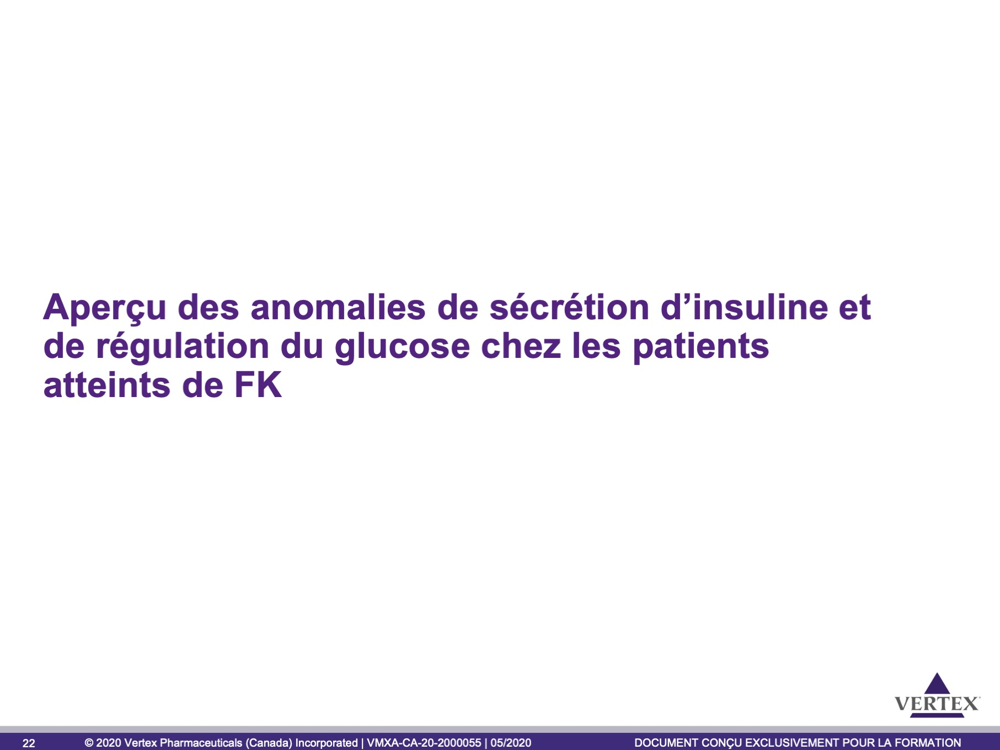 Aperçu des anomalies de sécrétion d’insuline et
de régulation du glucose chez les patients
atteints de FK
VERTEX
22 © 2020 Vertex Pharmaceuticals (Canada) Incorporated | VMXA-CA-20-2000055 | 05/2020 DOCUMENT CONÇU EXCLUSIVEMENT POUR LA FORMATION